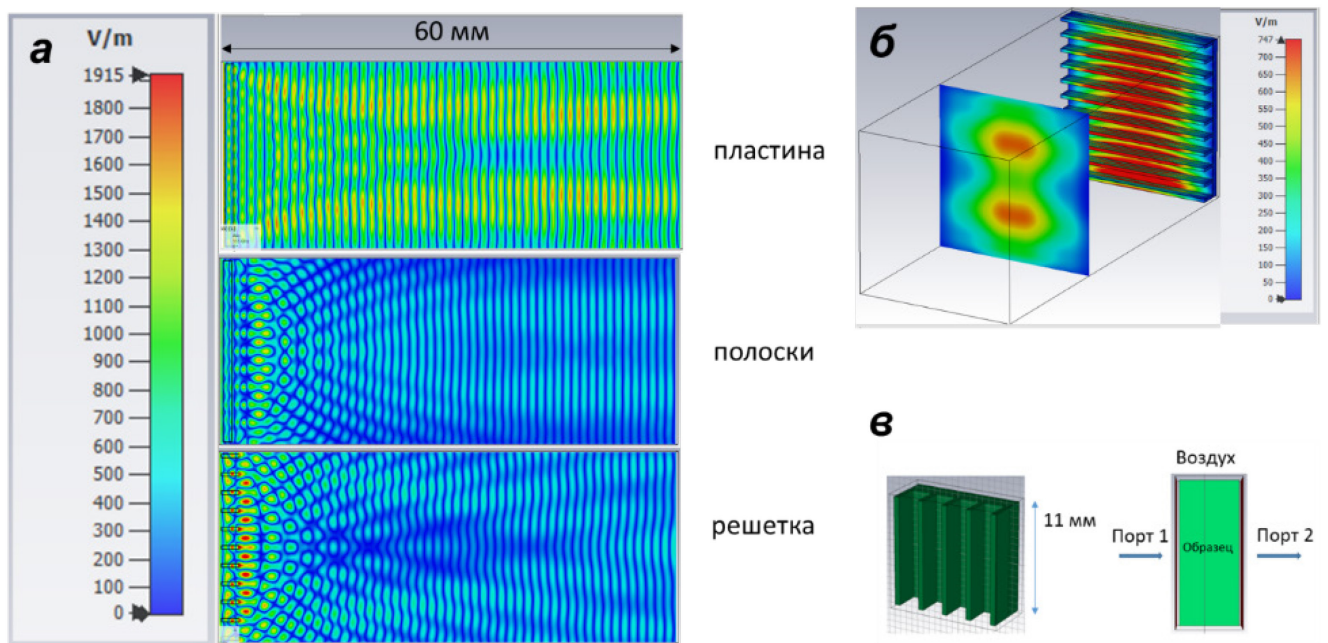 а
V/m
1915
1800
1700
1600
1500
1400
1300
1200
1100
1000
900
800
700
600
500
400
300
200
100
0
60 мм
пластина
полоски
решетка
б
V/m
747
700
650
600
550
500
450
400
350
300
250
200
150
100
50
0
в
11 мм
Воздух
Порт 1
Образец
Порт 2